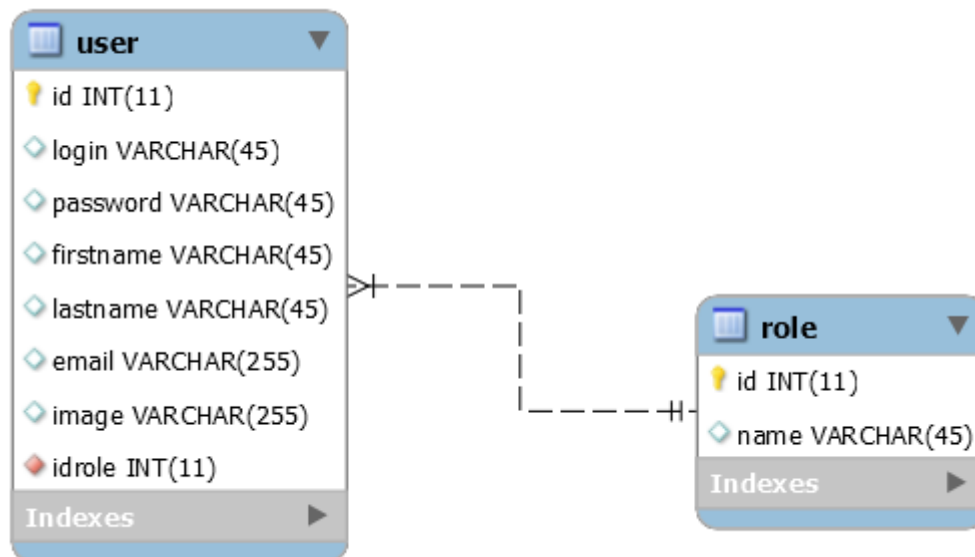 user
id INT(11)
login VARCHAR(45)
password VARCHAR(45)
firstname VARCHAR(45)
lastname VARCHAR(45)
email VARCHAR(255)
image VARCHAR(255)
idrole INT(11)
Indexes
role
id INT(11)
name VARCHAR(45)
Indexes